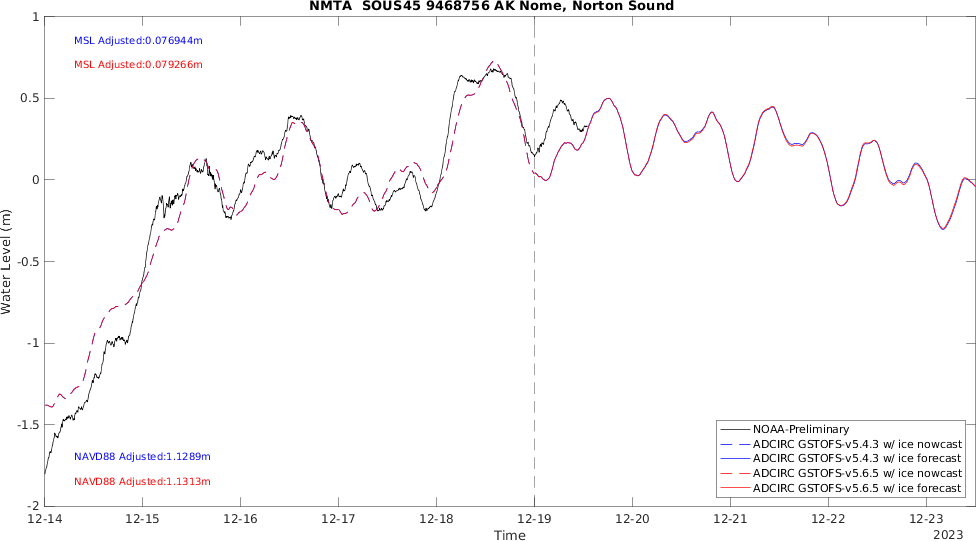 NMTA  SOUS45 9468756 AK Nome, Norton Sound
MSL Adjusted:0.076944m
MSL Adjusted:0.079266m
Water Level (m)
1
0.5
0
-0.5
-1
-1.5
-2
NAVD88 Adjusted:1.1289m
NAVD88 Adjusted:1.1313m
NOAA-Preliminary
ADCIRC GSTOFS-v5.4.3 w/ ice nowcast
ADCIRC GSTOFS-v5.4.3 w/ ice forecast
ADCIRC GSTOFS-v5.6.5 w/ ice nowcast
ADCIRC GSTOFS-v5.6.5 w/ ice forecast
12-14 12-15 12-16 12-17 12-18 12-19 12-20 12-21 12-22 12-23
Time
2023